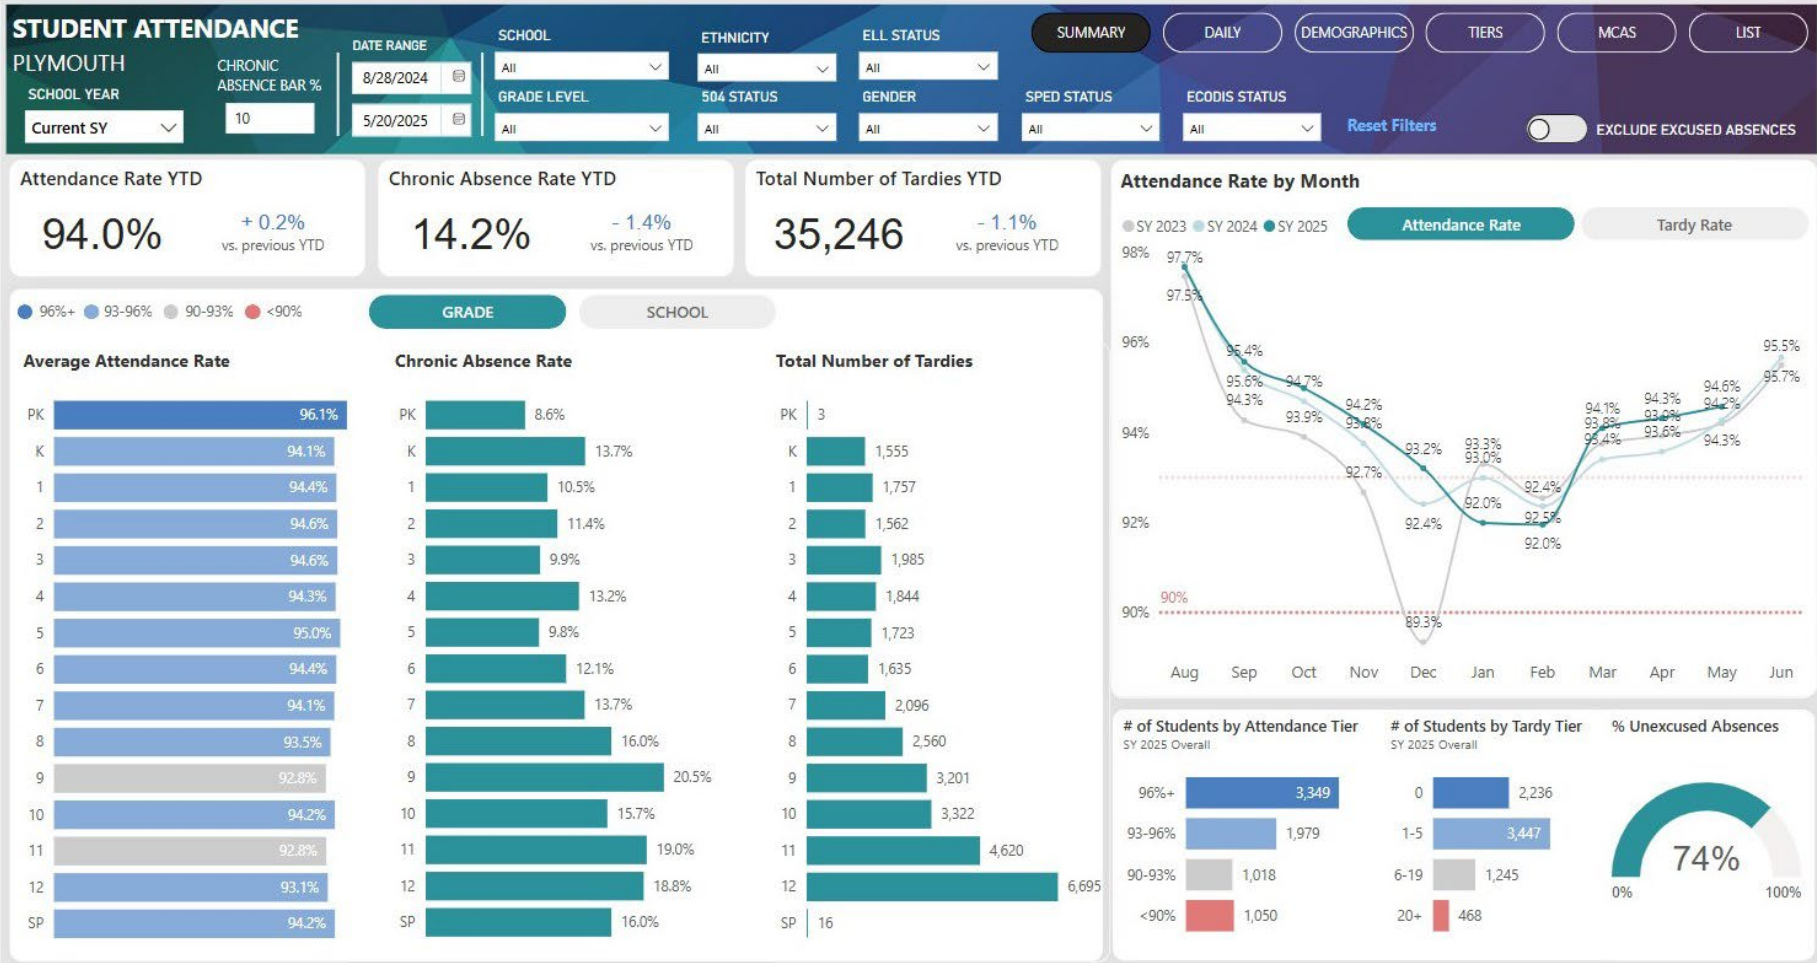 STUDENT ATTENDANCE
PLYMOUTH
SCHOOL YEAR
Current SY
CHRONIC
ABSENCE BAR %
10
DATE RANGE
8/28/2024
5/20/2025
SCHOOL
All
GRADE LEVEL
All
ETHNICITY
All
504 STATUS
All
ELL STATUS
All
GENDER
All
SPED STATUS
All
ECODIS STATUS
All
SUMMARY
DAILY
DEMOGRAPHICS
TIERS
MCAS
LIST
Reset Filters
EXCLUDE EXCUSED ABSENCES
Attendance Rate YTD
94.0%
+ 0.2%
vs. previous YTD
Chronic Absence Rate YTD
14.2%
- 1.4%
vs. previous YTD
Total Number of Tardies YTD
35,246
- 1.1%
vs. previous YTD
96%+ 93-96% 90-93% <90%
GRADE
SCHOOL
Average Attendance Rate
PK 96.1%
K 94.1%
1 94.4%
2 94.6%
3 94.6%
4 94.3%
5 95.0%
6 94.4%
7 94.1%
8 93.5%
9 92.8%
10 94.2%
11 92.8%
12 93.1%
SP 94.2%
Chronic Absence Rate
PK 8.6%
K 13.7%
1 10.5%
2 11.4%
3 9.9%
4 13.2%
5 9.8%
6 12.1%
7 13.7%
8 16.0%
9 20.5%
10 15.7%
11 19.0%
12 18.8%
SP 16.0%
Total Number of Tardies
PK 3
K 1,555
1 1,757
2 1,562
3 1,985
4 1,844
5 1,723
6 1,635
7 2,096
8 2,560
9 3,201
10 3,322
11 4,620
12 6,695
SP 16
Attendance Rate by Month
SY 2023 SY 2024 SY 2025
Attendance Rate
Tardy Rate
98%
96%
94%
92%
90%
90%
97.7%
97.5%
95.4%
95.6%
94.3%
94.7%
93.9%
94.2%
93.8%
92.7%
93.2%
92.4%
89.3%
93.3%
93.0%
92.0%
92.4%
92.5%
92.0%
94.1%
93.8%
93.4%
94.3%
93.9%
93.6%
94.6%
94.2%
94.3%
95.5%
95.7%
Aug Sep Oct Nov Dec Jan Feb Mar Apr May Jun
# of Students by Attendance Tier
SY 2025 Overall
96%+ 3,349
93-96% 1,979
90-93% 1,018
<90% 1,050
# of Students by Tardy Tier
SY 2025 Overall
0 2,236
1-5 3,447
6-19 1,245
20+ 468
% Unexcused Absences
74%
0% 100%